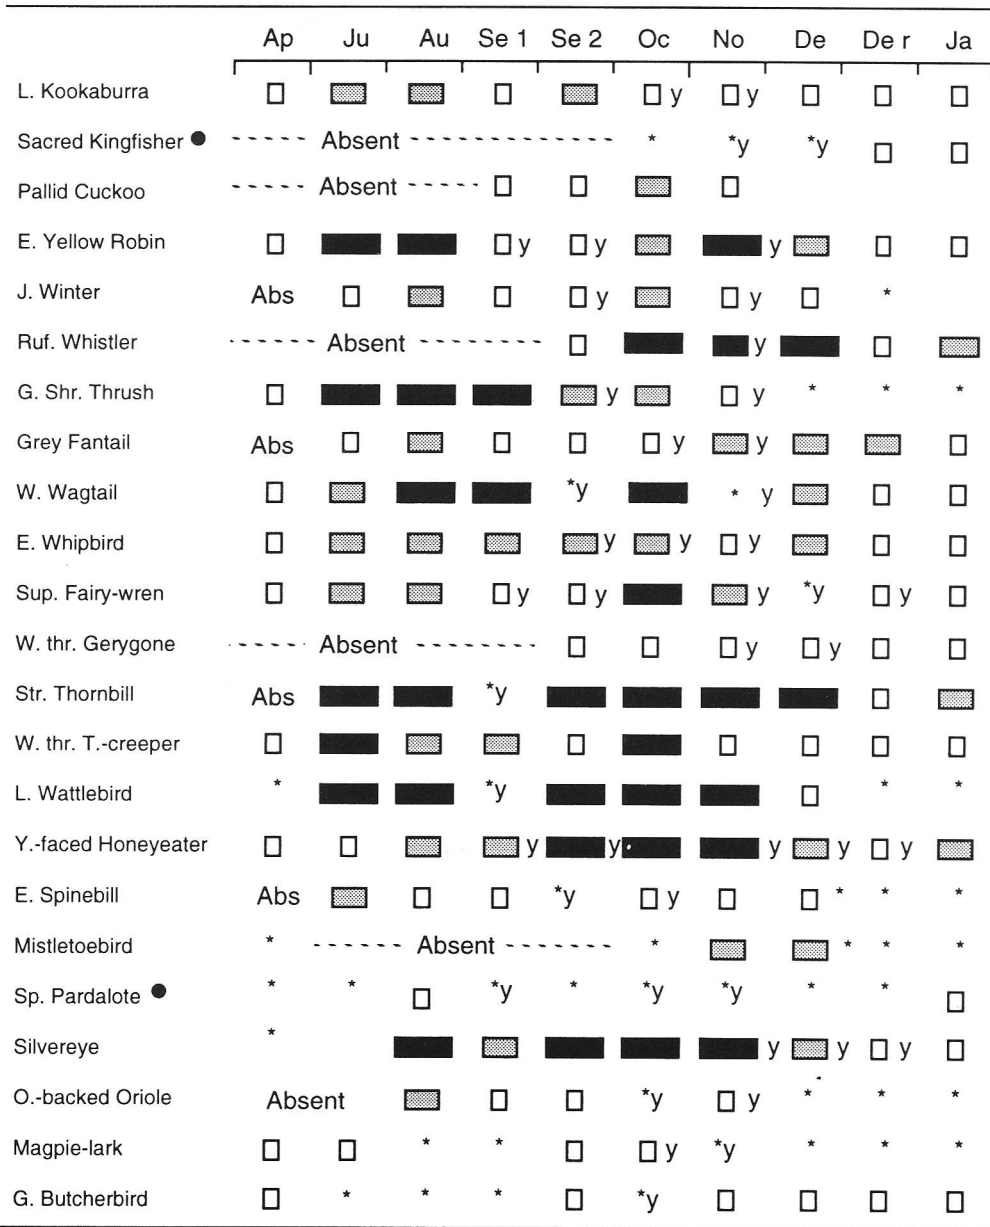 Ap Ju Au Se 1 Se 2 Oc No De De r Ja
L. Kookaburra y y
Sacred Kingfisher Absent * *y *y
Pallid Cuckoo Absent
E. Yellow Robin y y y
J. Winter Abs y y *
Ruf. Whistler Absent y
G. Shr. Thrush y y * * *
Grey Fantail Abs y y
W. Wagtail *y * y
E. Whipbird y y y
Sup. Fairy-wren y y y *y y
W. thr. Gerygone Absent y y
Str. Thornbill Abs *y
W. thr. T.-creeper
L. Wattlebird * *y * *
Y.-faced Honeyeater y y y y y
E. Spinebill Abs *y y * * *
Mistletoebird * Absent * * * *
Sp. Pardalote * * *y * *y *y * *
Silvereye * y y y
O.-backed Oriole Absent *y y * * *
Magpie-lark * * y *y * * *
G. Butcherbird * * * *y